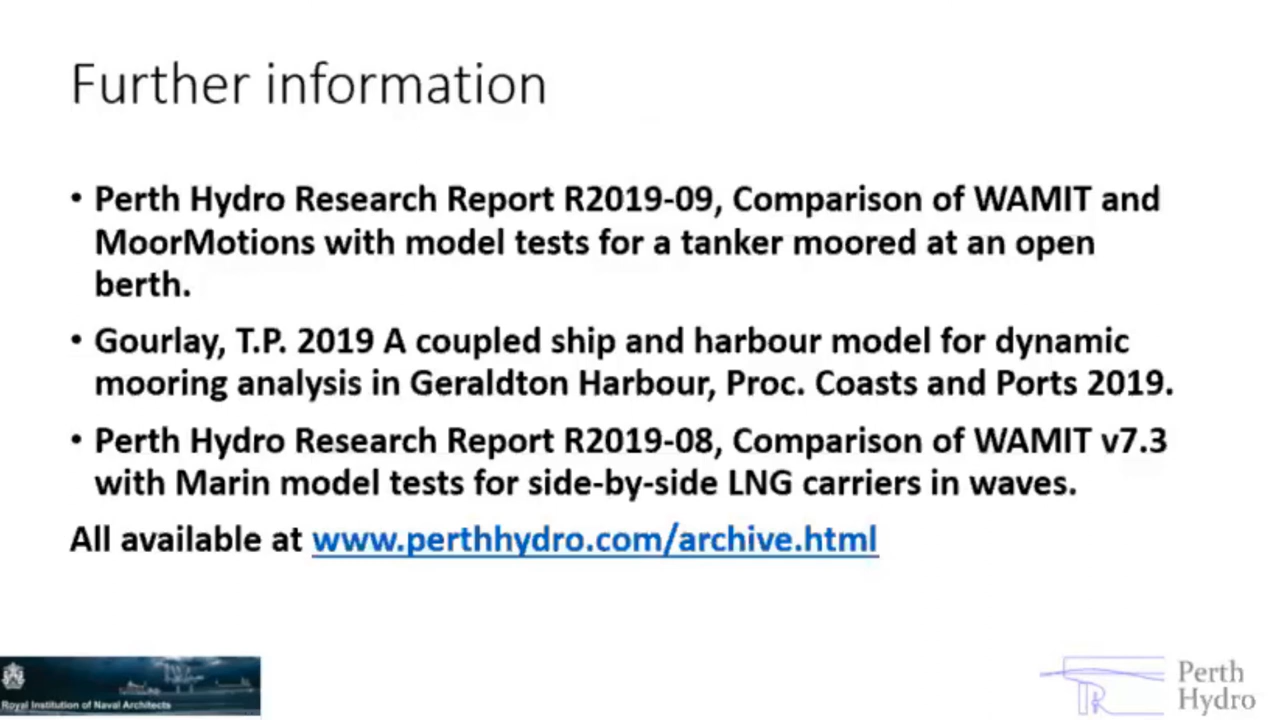 Further information
• Perth Hydro Research Report R2019-09, Comparison of WAMIT and
MoorMotions with model tests for a tanker moored at an open
berth.
• Gourlay, T.P. 2019 A coupled ship and harbour model for dynamic
mooring analysis in Geraldton Harbour, Proc. Coasts and Ports 2019.
• Perth Hydro Research Report R2019-08, Comparison of WAMIT v7.3
with Marin model tests for side-by-side LNG carriers in waves.
All available at www.perthhydro.com/archive.html
Royal Institution of Naval Architects
Perth
Hydro